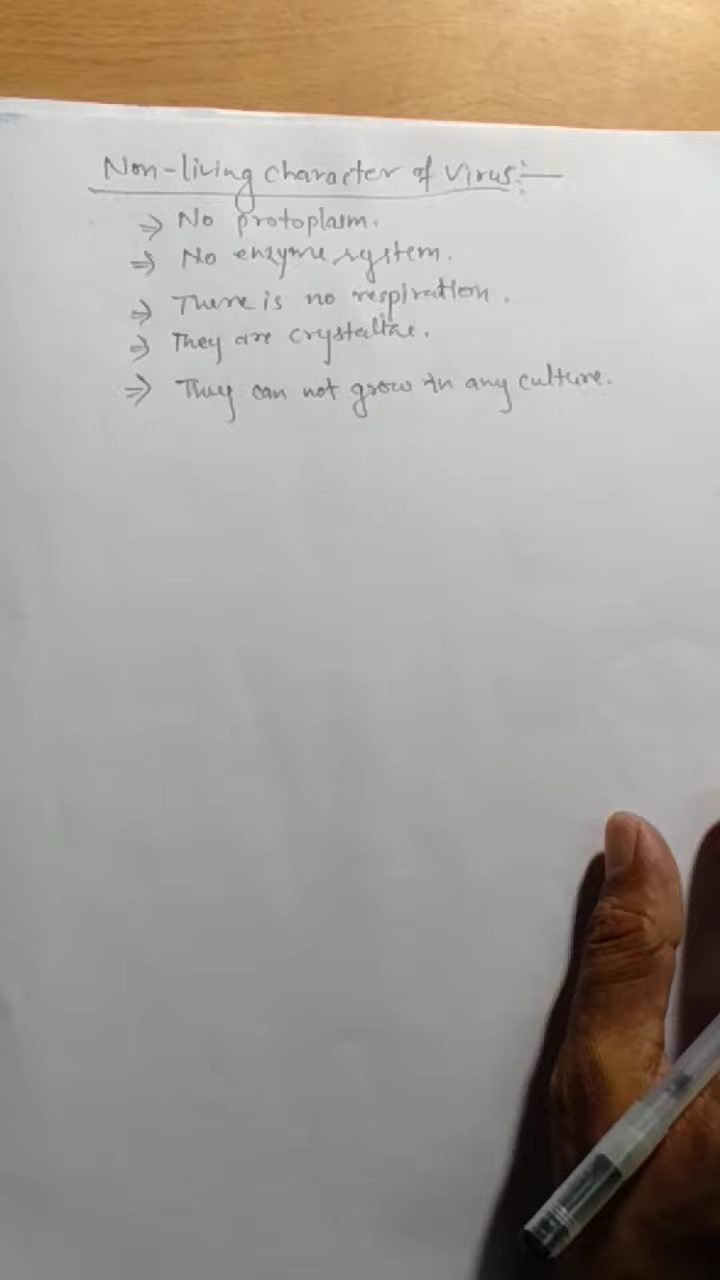 Non-living character of Virus:—
⇒ No protoplasm.
⇒ No enzyme system.
⇒ There is no respiration.
⇒ They are crystaline.
⇒ They can not grow in any culture.